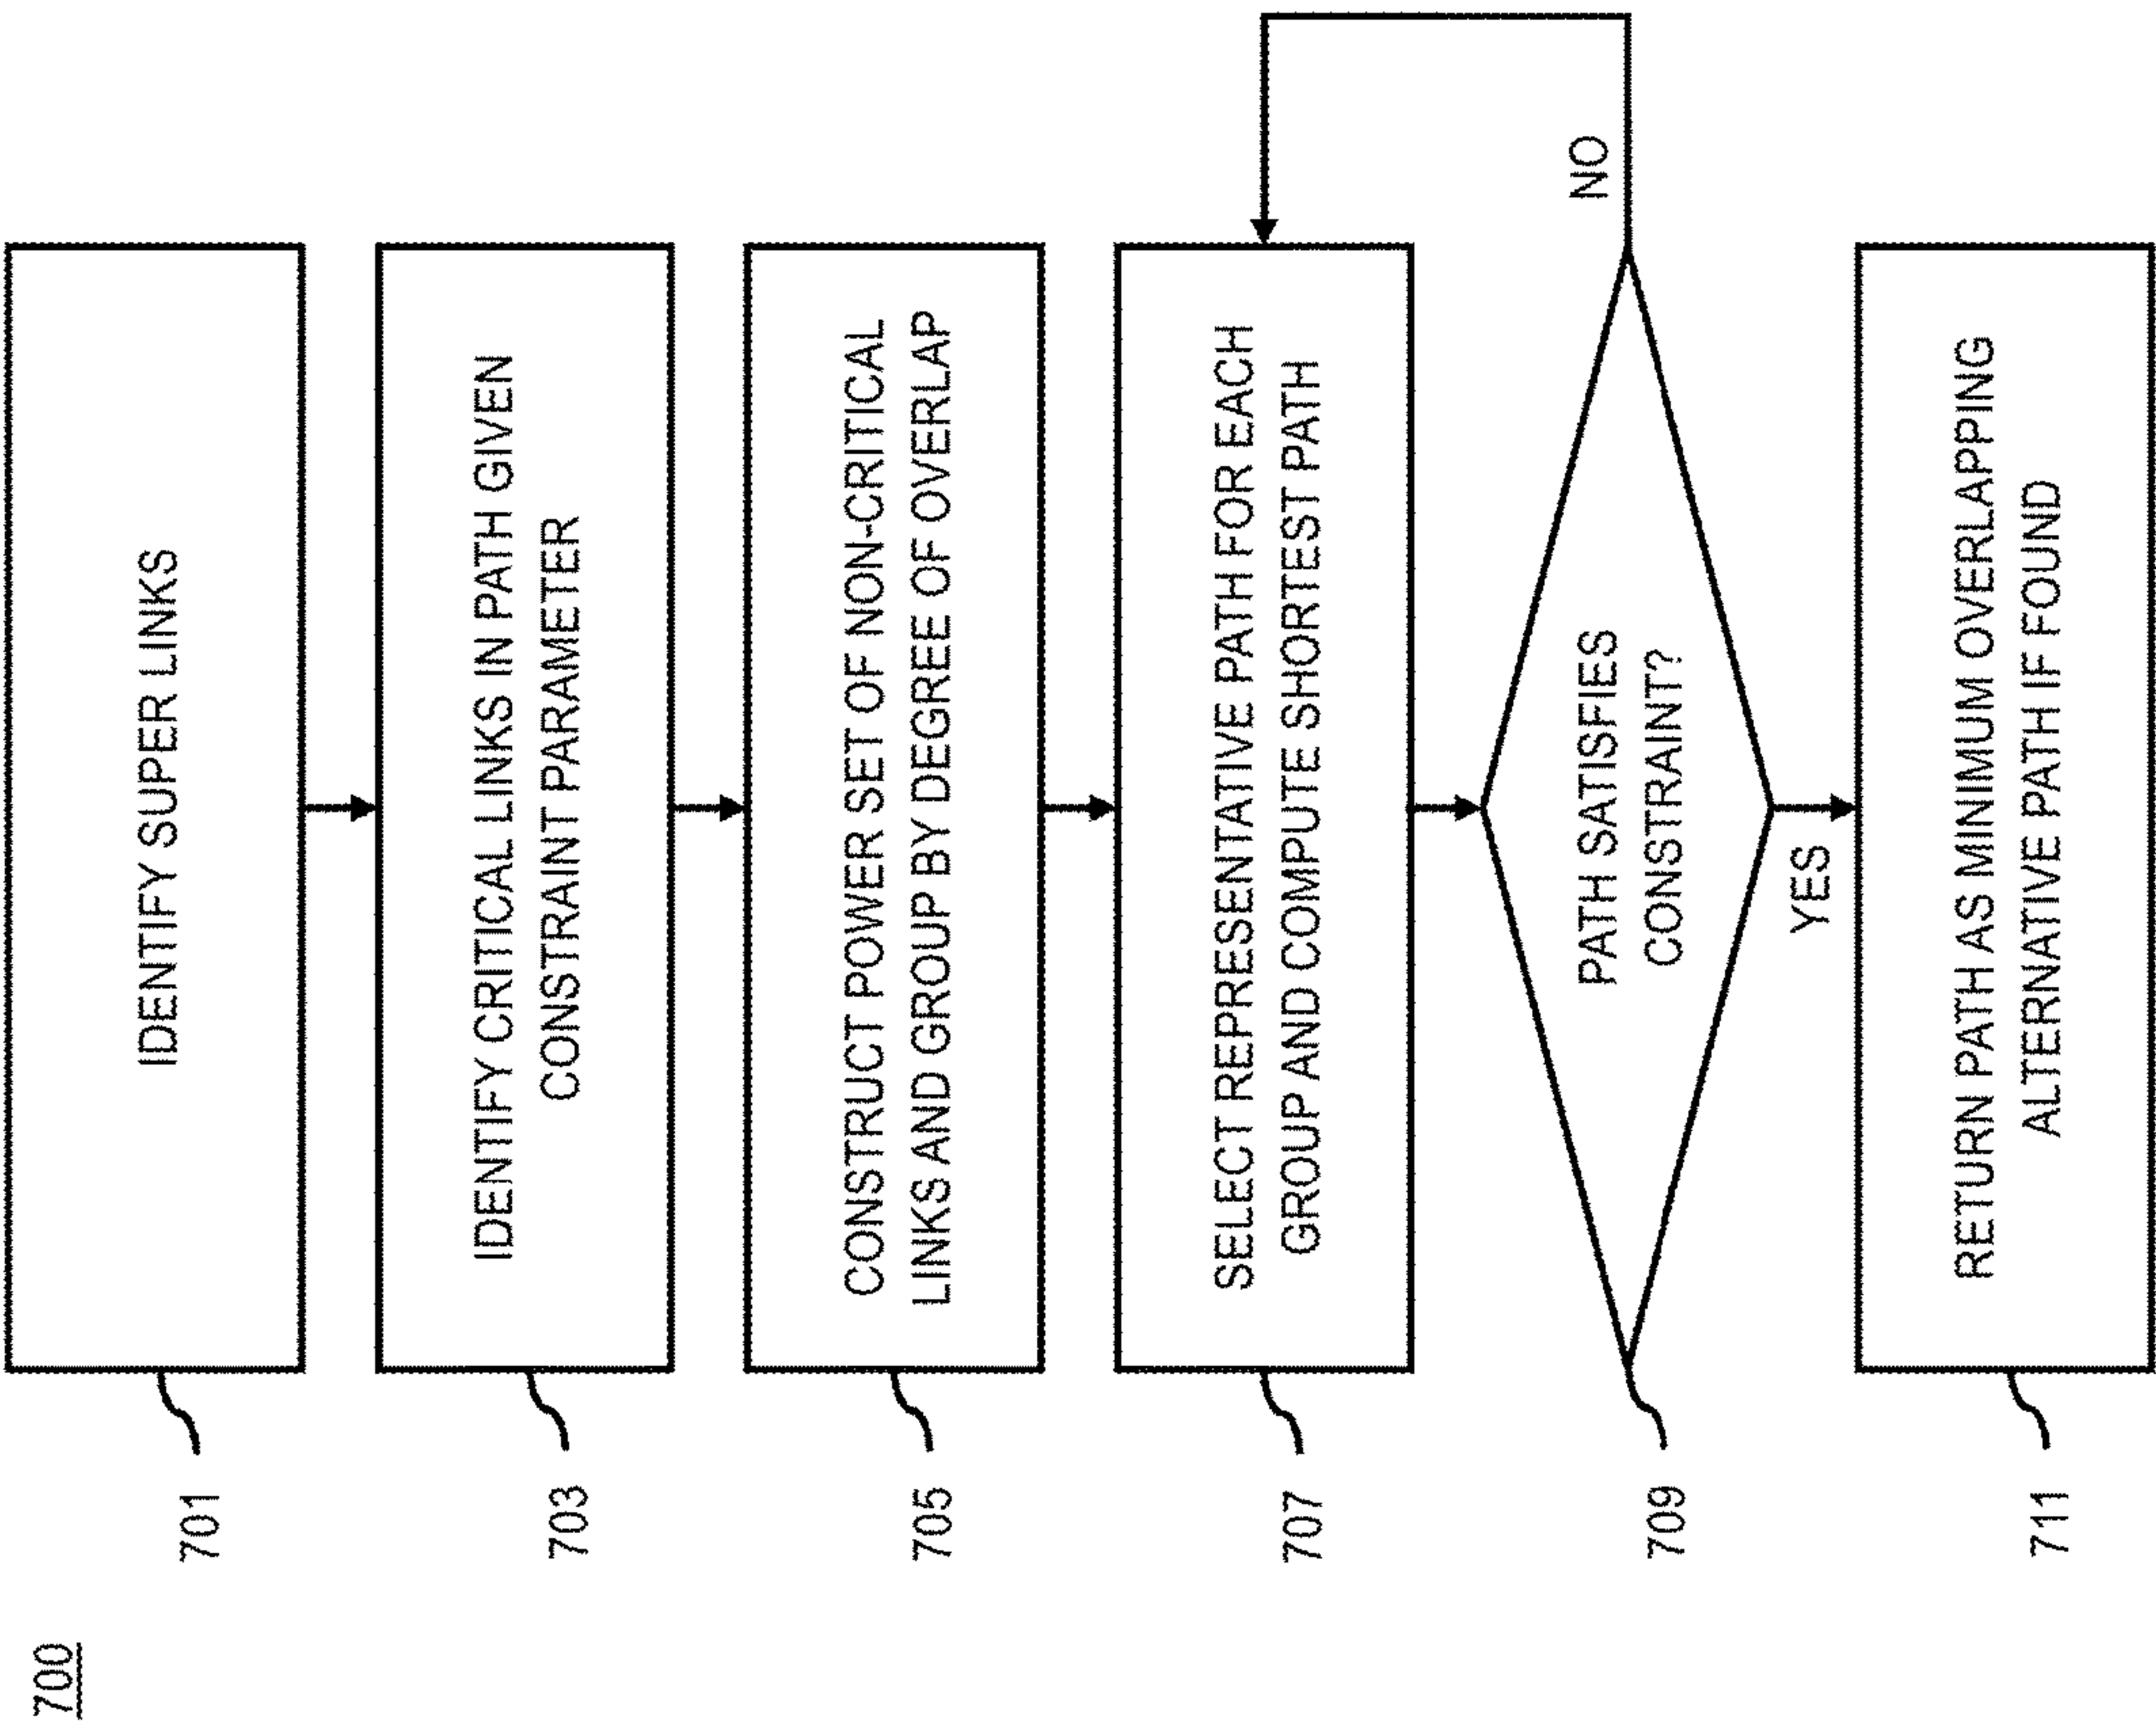 700
701
IDENTIFY SUPER LINKS
703
IDENTIFY CRITICAL LINKS IN PATH GIVEN
CONSTRAINT PARAMETER
705
CONSTRUCT POWER SET OF NON-CRITICAL
LINKS AND GROUP BY DEGREE OF OVERLAP
707
SELECT REPRESENTATIVE PATH FOR EACH
GROUP AND COMPUTE SHORTEST PATH
709
PATH SATISFIES
CONSTRAINT?
NO
YES
711
RETURN PATH AS MINIMUM OVERLAPPING
ALTERNATIVE PATH IF FOUND